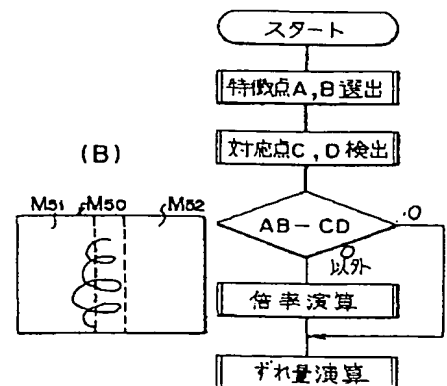 スタート
特徴点A,B選出
対応点C,D検出
(B)
M51 M50 M52
AB-CD
0
0
以外
倍率演算
ずれ量演算